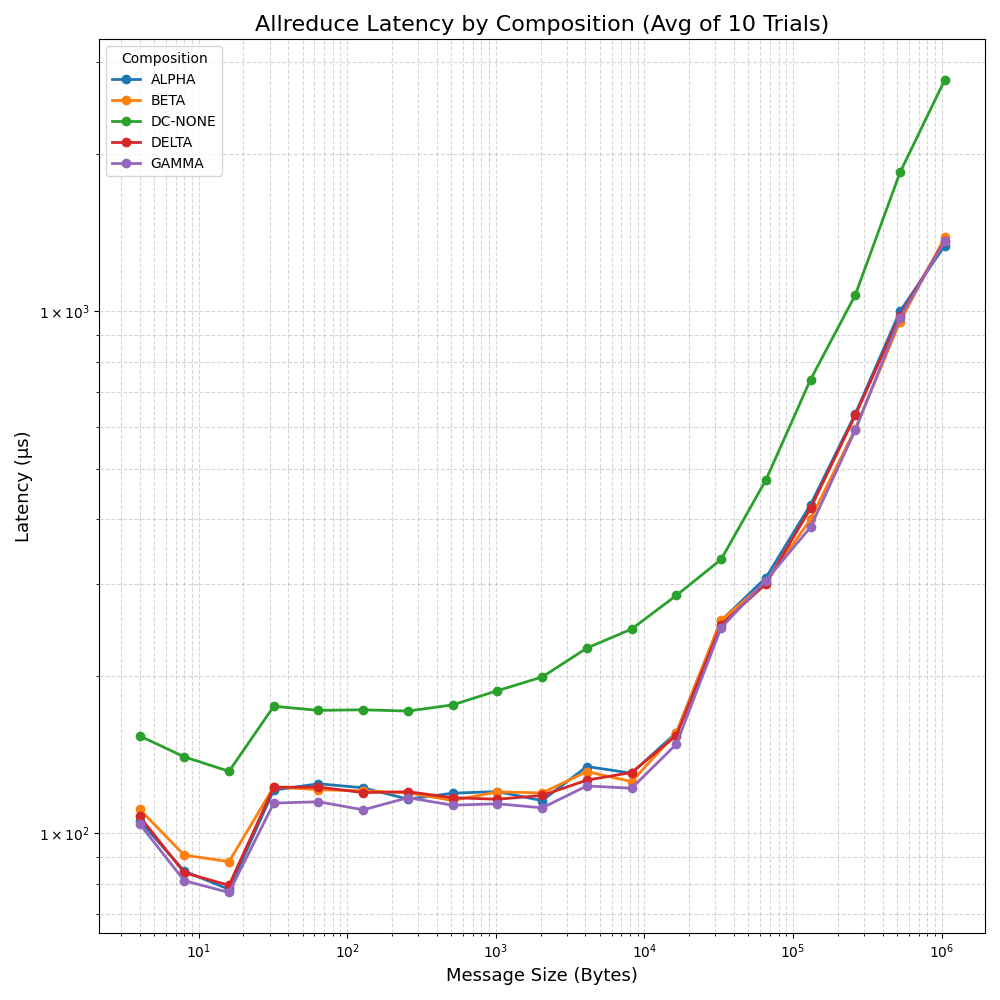 Allreduce Latency by Composition (Avg of 10 Trials)
Composition
ALPHA
BETA
DC-NONE
DELTA
GAMMA
Latency (µs)
1 × 10³
1 × 10²
10¹
10²
10³
10⁴
10⁵
10⁶
Message Size (Bytes)